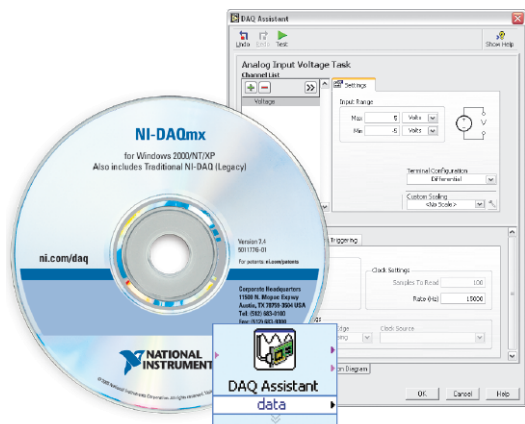 DAQ Assistant
Undo
Test
Show Help
Analog Input Voltage Task
Channel List
Voltage
Settings
Input Range
Max 5 Volts
Min -5 Volts
V
Terminal Configuration
Differential
Custom Scaling
<No Scale>
Triggering
Clock Settings
Samples To Read 100
Rate (Hz) 15000
Clock Source
OK Cancel Help
NI-DAQmx
for Windows 2000/NT/XP
Also includes Traditional NI-DAQ (Legacy)
ni.com/daq
Version 7.4
For patents: ni.com/patents
Corporate Headquarters
11500 N. Mopac Expwy
Austin, TX 78759-3504 USA
NATIONAL
INSTRUMENT
DAQ Assistant
data